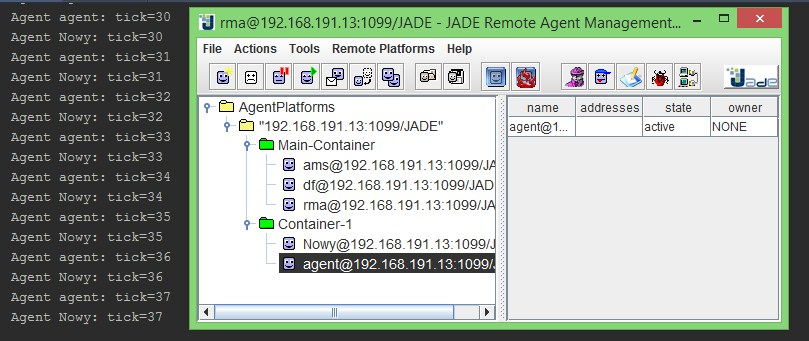 Agent agent: tick=30
Agent Nowy: tick=30
Agent agent: tick=31
Agent Nowy: tick=31
Agent agent: tick=32
Agent Nowy: tick=32
Agent agent: tick=33
Agent Nowy: tick=33
Agent agent: tick=34
Agent Nowy: tick=34
Agent agent: tick=35
Agent Nowy: tick=35
Agent agent: tick=36
Agent Nowy: tick=36
Agent agent: tick=37
Agent Nowy: tick=37
rma@192.168.191.13:1099/JADE - JADE Remote Agent Management...
File Actions Tools Remote Platforms Help
Jade
AgentPlatforms
"192.168.191.13:1099/JADE"
Main-Container
ams@192.168.191.13:1099/JA
df@192.168.191.13:1099/JAD
rma@192.168.191.13:1099/JA
Container-1
Nowy@192.168.191.13:1099/J
agent@192.168.191.13:1099/
name addresses state owner
agent@1... active NONE